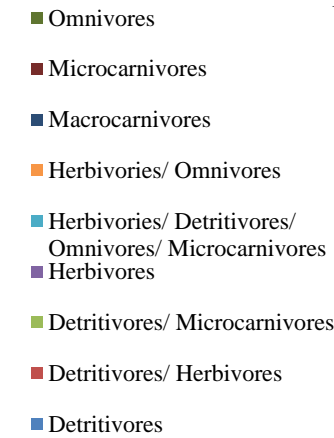 Omnivores
Microcarnivores
Macrocarnivores
Herbivories/ Omnivores
Herbivories/ Detritivores/
Omnivores/ Microcarnivores
Herbivores
Detritivores/ Microcarnivores
Detritivores/ Herbivores
Detritivores